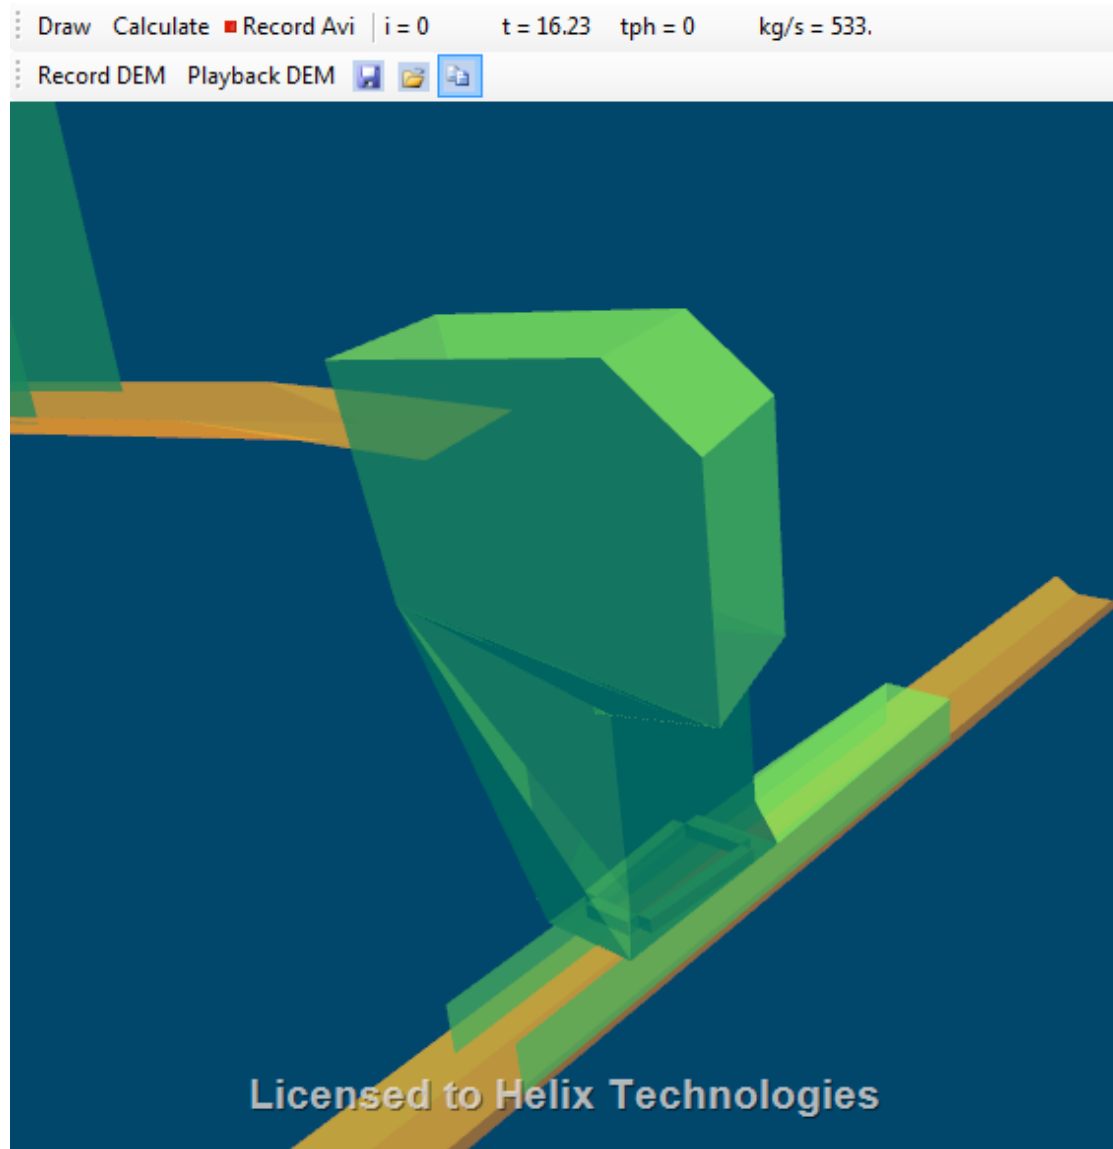 Draw Calculate Record Avi i = 0 t = 16.23 tph = 0 kg/s = 533.
Record DEM Playback DEM
Licensed to Helix Technologies